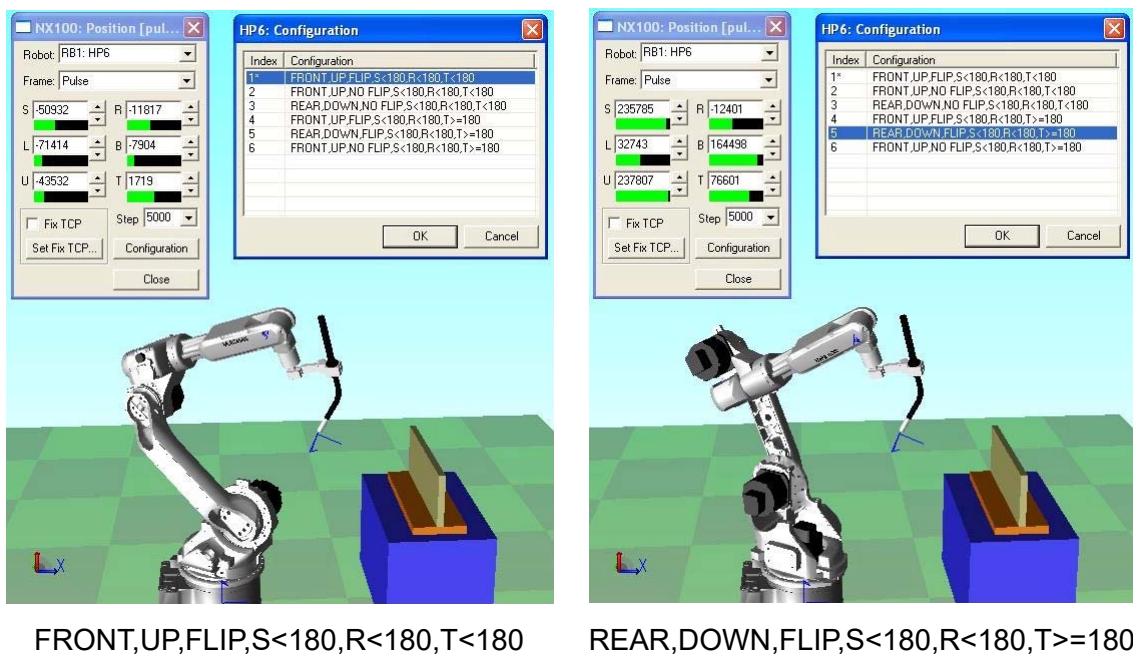 NX100: Position [pul...
Robot: RB1: HP6
Frame: Pulse
S -50932 R -11817
L -71414 B -7904
U -43532 T 1719
Fix TCP Step 5000
Set Fix TCP... Configuration
Close
HP6: Configuration
Index Configuration
1* FRONT,UP,FLIP,S<180,R<180,T<180
2 FRONT,UP,NO FLIP,S<180,R<180,T<180
3 REAR,DOWN,NO FLIP,S<180,R<180,T<180
4 FRONT,UP,FLIP,S<180,R<180,T>=180
5 REAR,DOWN,FLIP,S<180,R<180,T>=180
6 FRONT,UP,NO FLIP,S<180,R<180,T>=180
OK Cancel
X
FRONT,UP,FLIP,S<180,R<180,T<180
NX100: Position [pul...
Robot: RB1: HP6
Frame: Pulse
S 235785 R -12401
L 32743 B 164498
U 237807 T 76601
Fix TCP Step 5000
Set Fix TCP... Configuration
Close
HP6: Configuration
Index Configuration
1* FRONT,UP,FLIP,S<180,R<180,T<180
2 FRONT,UP,NO FLIP,S<180,R<180,T<180
3 REAR,DOWN,NO FLIP,S<180,R<180,T<180
4 FRONT,UP,FLIP,S<180,R<180,T>=180
5 REAR,DOWN,FLIP,S<180,R<180,T>=180
6 FRONT,UP,NO FLIP,S<180,R<180,T>=180
OK Cancel
X
REAR,DOWN,FLIP,S<180,R<180,T>=180